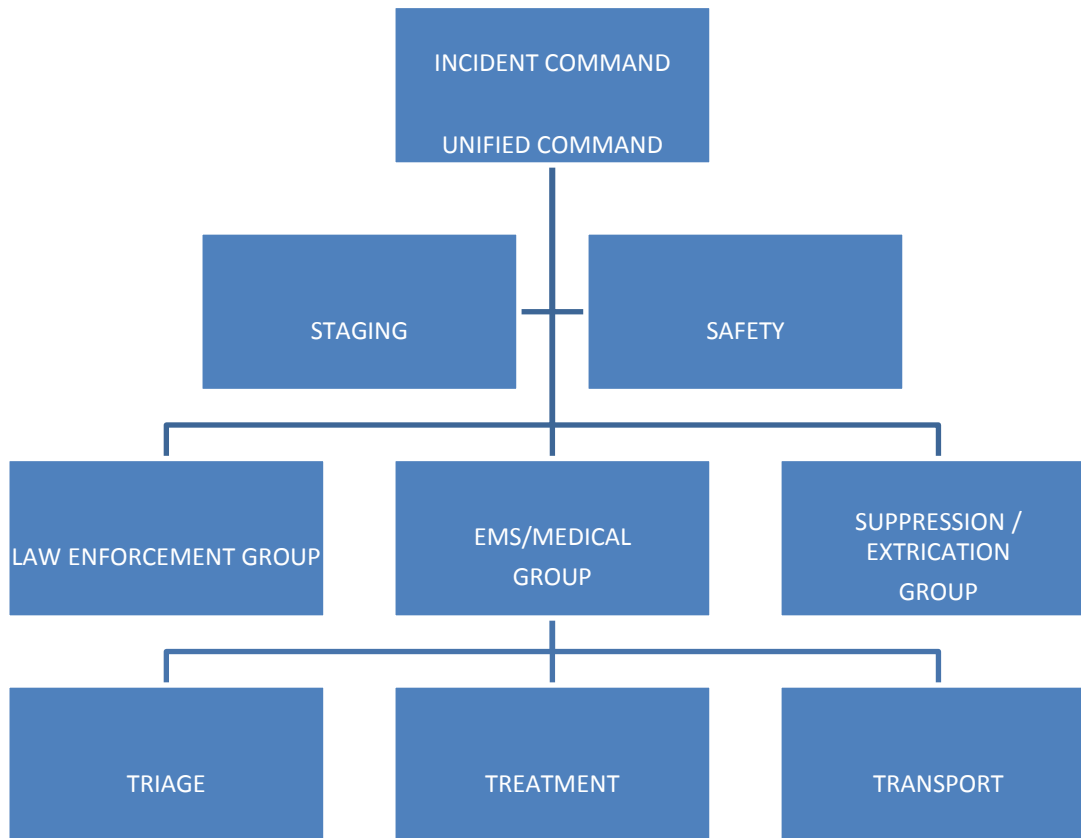 INCIDENT COMMAND
UNIFIED COMMAND
STAGING
SAFETY
LAW ENFORCEMENT GROUP
EMS/MEDICAL
GROUP
SUPPRESSION /
EXTRICATION
GROUP
TRIAGE
TREATMENT
TRANSPORT